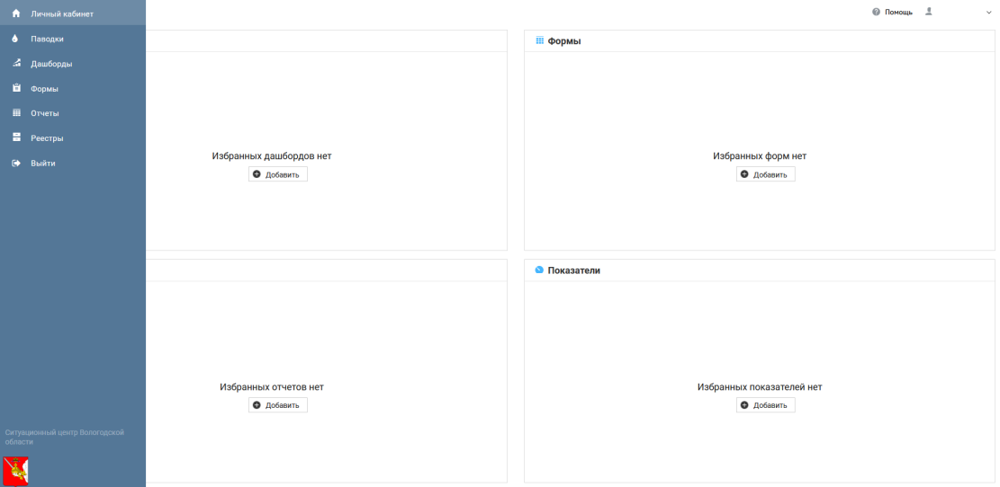 Личный кабинет
Паводки
Дашборды
Формы
Отчеты
Реестры
Выйти
Ситуационный центр Вологодской
области
Помощь
Избранных дашбордов нет
Добавить
Формы
Избранных форм нет
Добавить
Избранных отчетов нет
Добавить
Показатели
Избранных показателей нет
Добавить